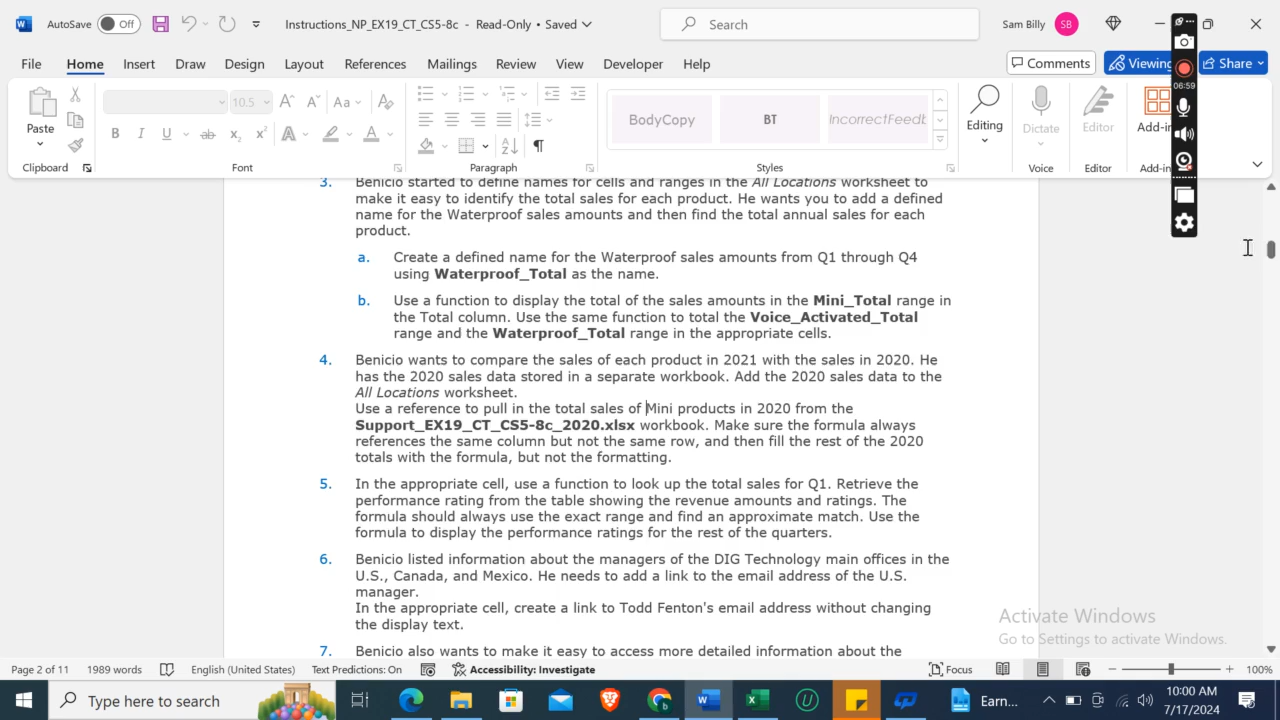 AutoSave Off Instructions_NP_EX19_CT_CS5-8c - Read-Only • Saved Search Sam Billy SB
File Home Insert Draw Design Layout References Mailings Review View Developer Help Comments Viewing Share
06:59
Paste 10.5 Aa BodyCopy BT IncorrectFeedb Editing Dictate Editor Add-in
Clipboard Font Paragraph Styles Voice Editor Add-in
3. Benicio started to define names for cells and ranges in the All Locations worksheet to
make it easy to identify the total sales for each product. He wants you to add a defined
name for the Waterproof sales amounts and then find the total annual sales for each
product.
a. Create a defined name for the Waterproof sales amounts from Q1 through Q4
using Waterproof_Total as the name.
b. Use a function to display the total of the sales amounts in the Mini_Total range in
the Total column. Use the same function to total the Voice_Activated_Total
range and the Waterproof_Total range in the appropriate cells.
4. Benicio wants to compare the sales of each product in 2021 with the sales in 2020. He
has the 2020 sales data stored in a separate workbook. Add the 2020 sales data to the
All Locations worksheet.
Use a reference to pull in the total sales of Mini products in 2020 from the
Support_EX19_CT_CS5-8c_2020.xlsx workbook. Make sure the formula always
references the same column but not the same row, and then fill the rest of the 2020
totals with the formula, but not the formatting.
5. In the appropriate cell, use a function to look up the total sales for Q1. Retrieve the
performance rating from the table showing the revenue amounts and ratings. The
formula should always use the exact range and find an approximate match. Use the
formula to display the performance ratings for the rest of the quarters.
6. Benicio listed information about the managers of the DIG Technology main offices in the
U.S., Canada, and Mexico. He needs to add a link to the email address of the U.S.
manager.
In the appropriate cell, create a link to Todd Fenton's email address without changing
the display text.
7. Benicio also wants to make it easy to access more detailed information about the
Activate Windows
Go to Settings to activate Windows.
Page 2 of 11 1989 words English (United States) Text Predictions: On Accessibility: Investigate Focus 100%
Type here to search Earn... 10:00 AM
7/17/2024